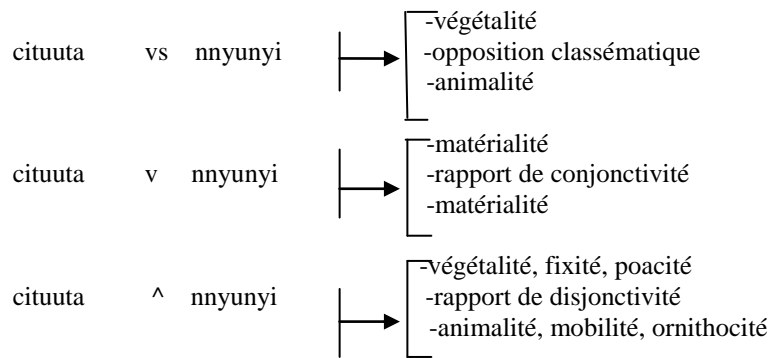 -végétalité
cituuta vs nnyunyi -opposition classématique
-animalité
-matérialité
cituuta v nnyunyi -rapport de conjonctivité
-matérialité
-végétalité, fixité, poacité
cituuta ^ nnyunyi -rapport de disjonctivité
-animalité, mobilité, ornithocité